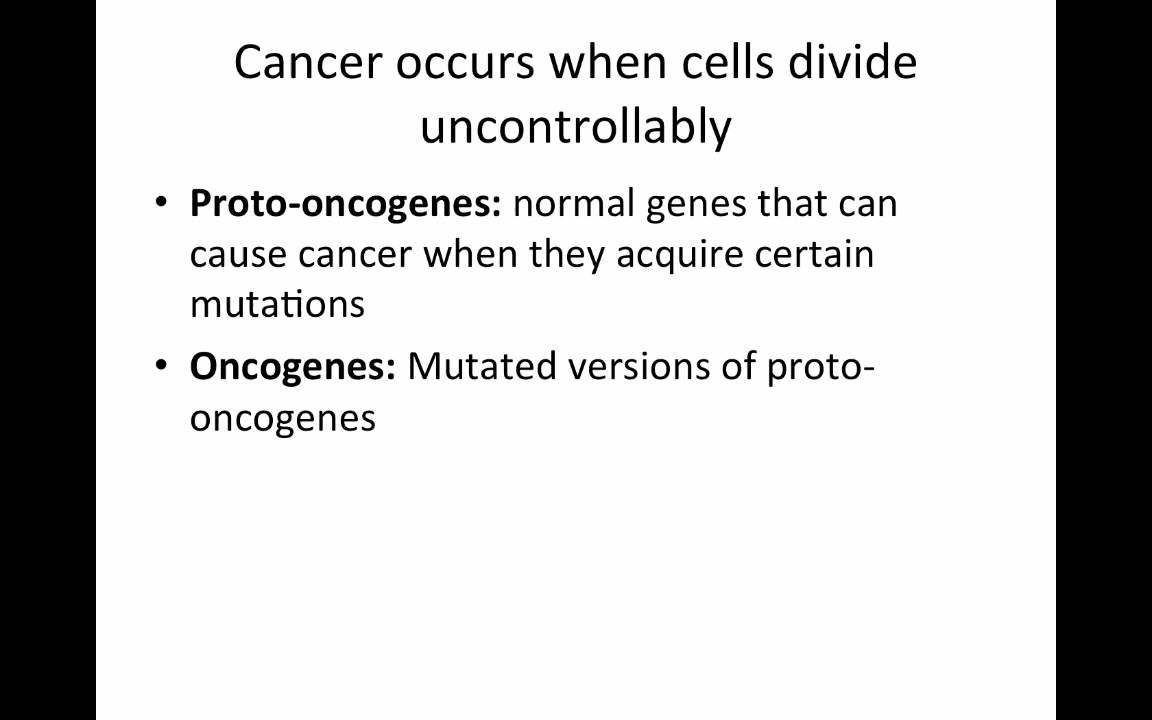 Cancer occurs when cells divide
uncontrollably
• Proto-oncogenes: normal genes that can
cause cancer when they acquire certain
mutations
• Oncogenes: Mutated versions of proto-
oncogenes